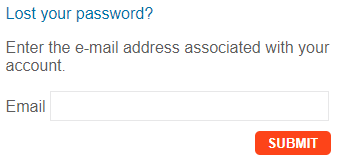 Lost your password?
Enter the e-mail address associated with your
account.
Email
SUBMIT